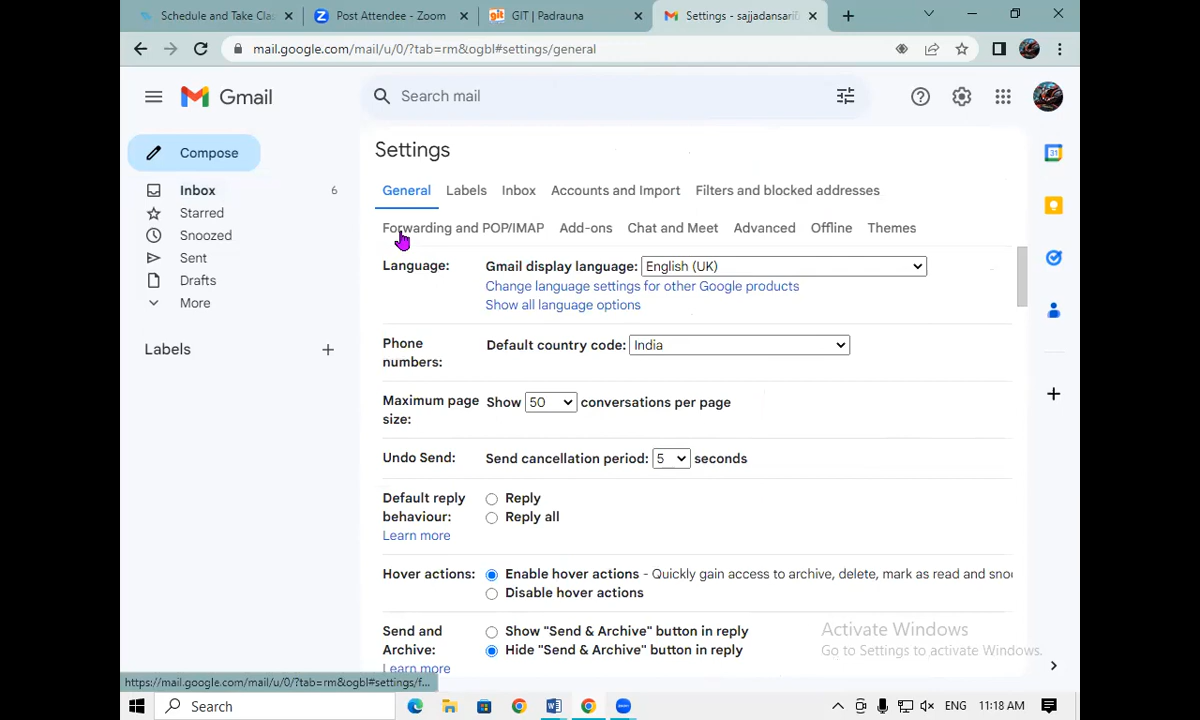 Schedule and Take Cla
Post Attendee - Zoom
git GIT | Padrauna
Settings - sajjadansarif
mail.google.com/mail/u/0/?tab=rm&ogbl#settings/general
Gmail
Search mail
Compose
Inbox 6
Starred
Snoozed
Sent
Drafts
More
Labels
Settings
General Labels Inbox Accounts and Import Filters and blocked addresses
Forwarding and POP/IMAP Add-ons Chat and Meet Advanced Offline Themes
Language: Gmail display language: English (UK)
Change language settings for other Google products
Show all language options
Phone
numbers:
Default country code: India
Maximum page
size:
Show 50 conversations per page
Undo Send: Send cancellation period: 5 seconds
Default reply
behaviour:
Learn more
Reply
Reply all
Hover actions: Enable hover actions - Quickly gain access to archive, delete, mark as read and snoo
Disable hover actions
Send and
Archive:
Learn more
Show "Send & Archive" button in reply
Hide "Send & Archive" button in reply
31
Activate Windows
Go to Settings to activate Windows.
https://mail.google.com/mail/u/0/?tab=rm&ogbl#settings/f...
Search
ENG 11:18 AM